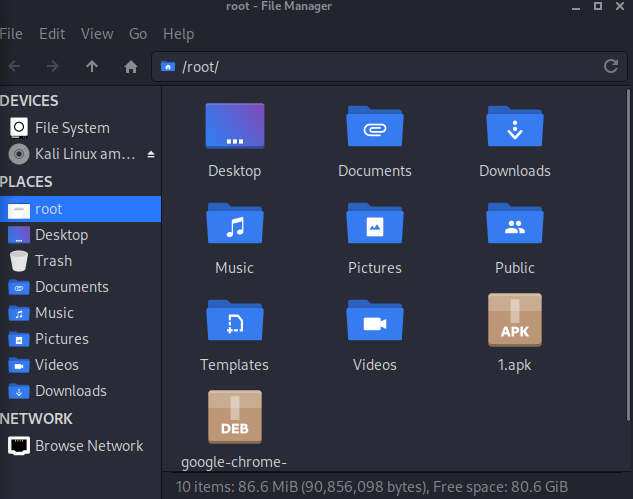 root - File Manager
File Edit View Go Help
/root/
DEVICES
File System
Kali Linux am...
PLACES
root
Desktop
Trash
Documents
Music
Pictures
Videos
Downloads
NETWORK
Browse Network
Desktop Documents Downloads
Music Pictures Public
Templates Videos APK 1.apk
DEB
google-chrome-
10 items: 86.6 MiB (90,856,098 bytes), Free space: 80.6 GiB